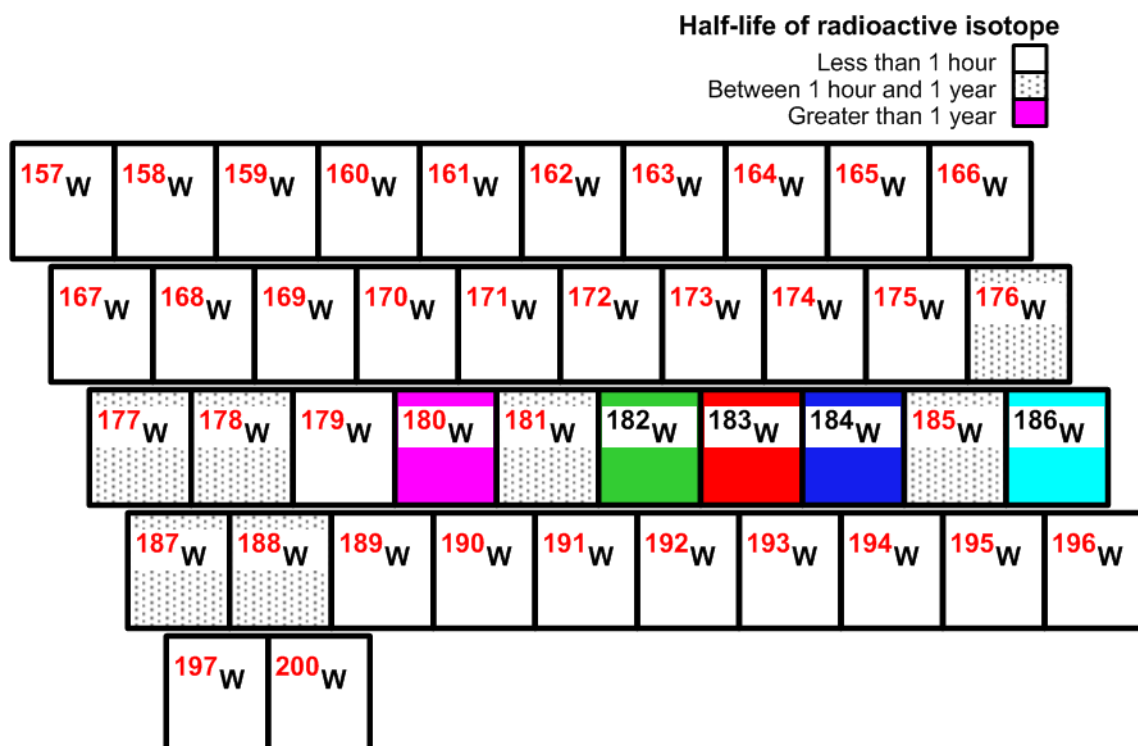 Half-life of radioactive isotope
Less than 1 hour
Between 1 hour and 1 year
Greater than 1 year
157W 158W 159W 160W 161W 162W 163W 164W 165W 166W
167W 168W 169W 170W 171W 172W 173W 174W 175W 176W
177W 178W 179W 180W 181W 182W 183W 184W 185W 186W
187W 188W 189W 190W 191W 192W 193W 194W 195W 196W
197W 200W